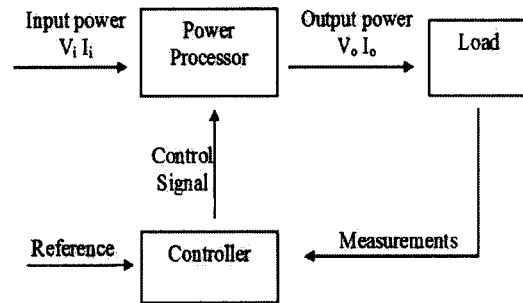 Input power
Vi Ii
Power
Processor
Output power
Vo Io
Load
Control
Signal
Reference
Controller
Measurements